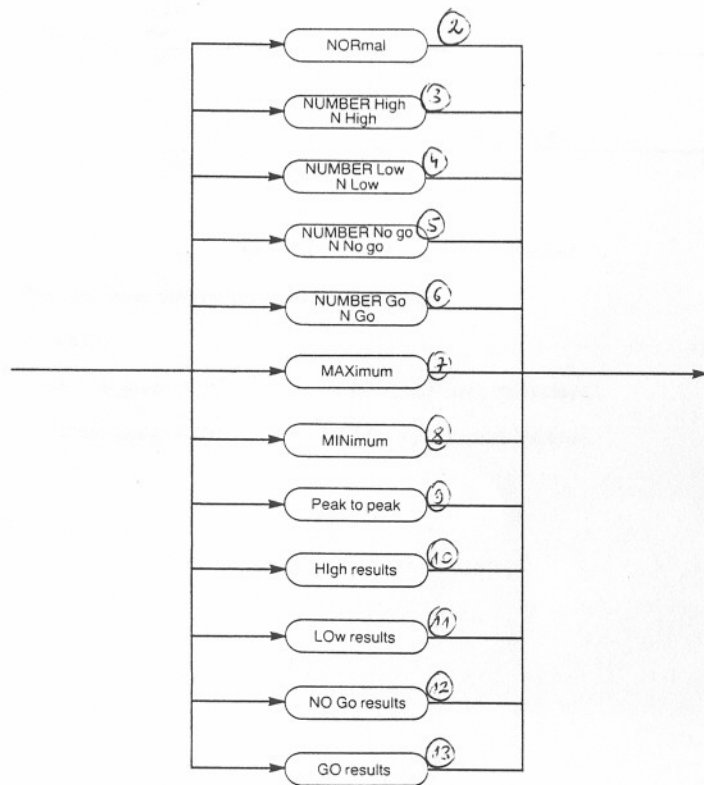 NORmal
2
NUMBER High
N High
3
NUMBER Low
N Low
4
NUMBER No go
N No go
5
NUMBER Go
N Go
6
MAXimum
7
MINimum
8
Peak to peak
9
HIgh results
10
LOw results
11
NO Go results
12
GO results
13